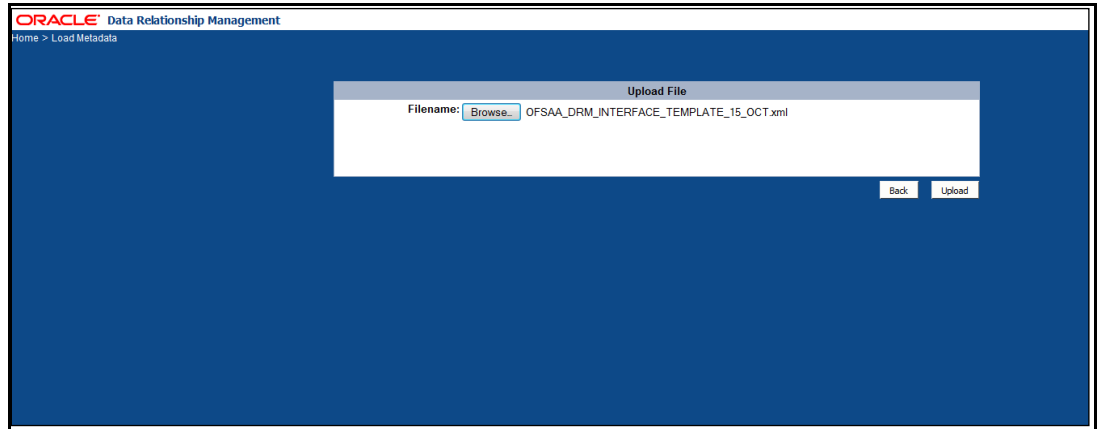 ORACLE Data Relationship Management
Home > Load Metadata
Upload File
Filename: Browse... OFSAA_DRM_INTERFACE_TEMPLATE_15_OCT.xml
Back Upload